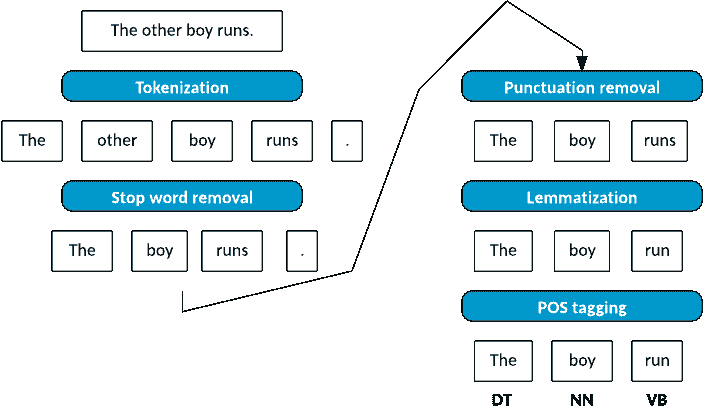 The other boy runs.
Tokenization
The other boy runs .
Stop word removal
The boy runs .
Punctuation removal
The boy runs
Lemmatization
The boy run
POS tagging
The boy run
DT NN VB